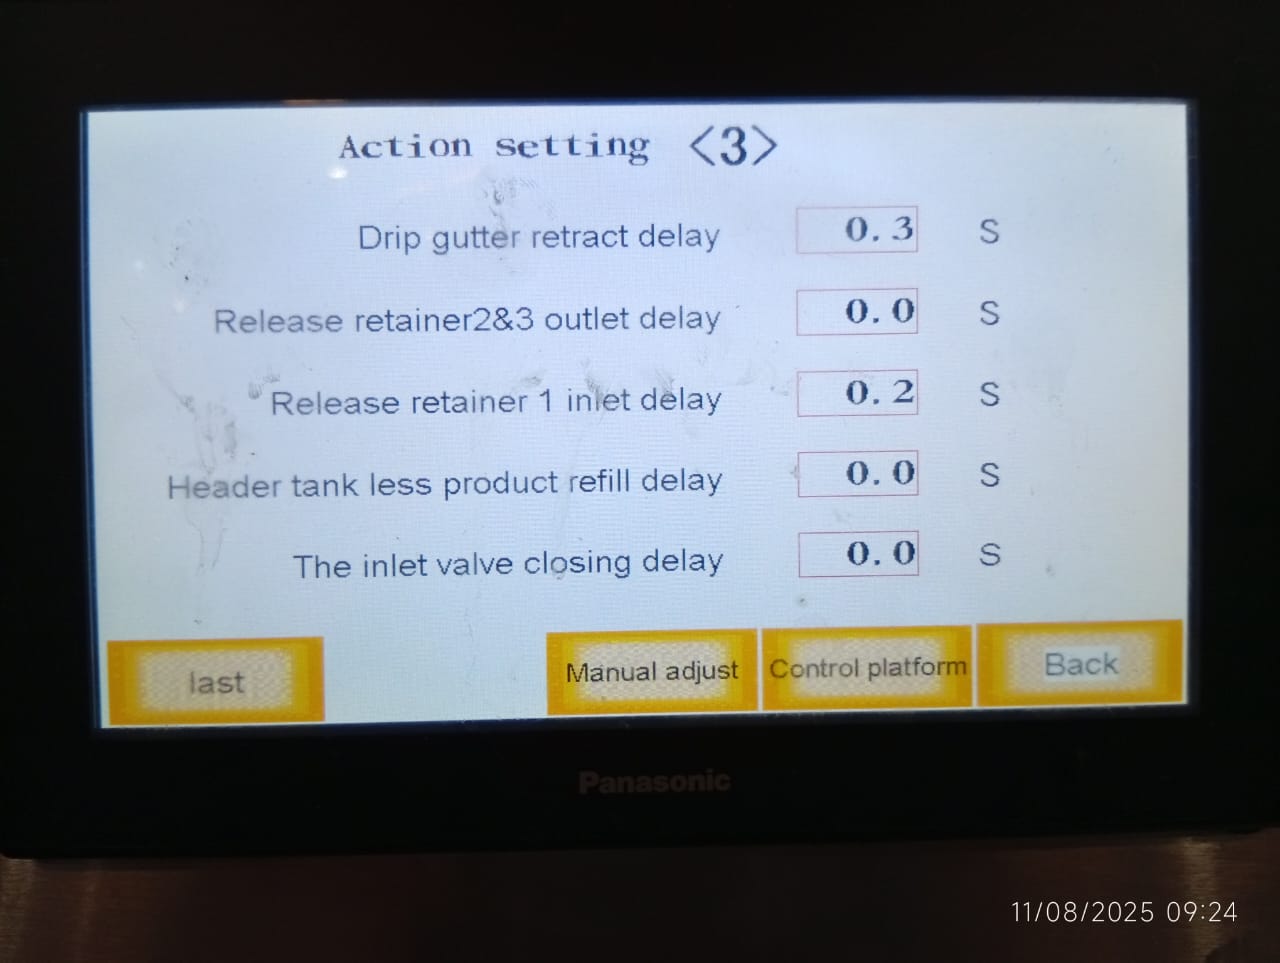 Action setting <3>
Drip gutter retract delay 0.3 S
Release retainer2&3 outlet delay 0.0 S
Release retainer 1 inlet delay 0.2 S
Header tank less product refill delay 0.0 S
The inlet valve closing delay 0.0 S
last Manual adjust Control platform Back
Panasonic
11/08/2025 09:24